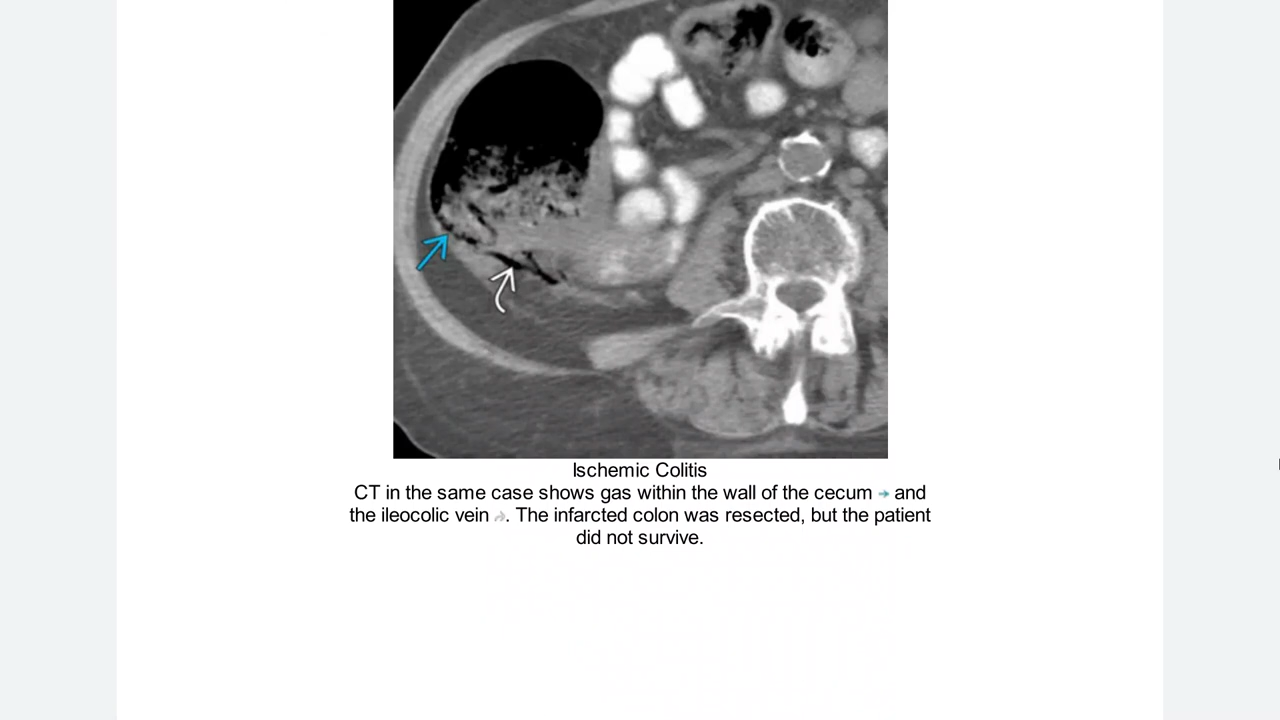 Ischemic Colitis
CT in the same case shows gas within the wall of the cecum and
the ileocolic vein . The infarcted colon was resected, but the patient
did not survive.